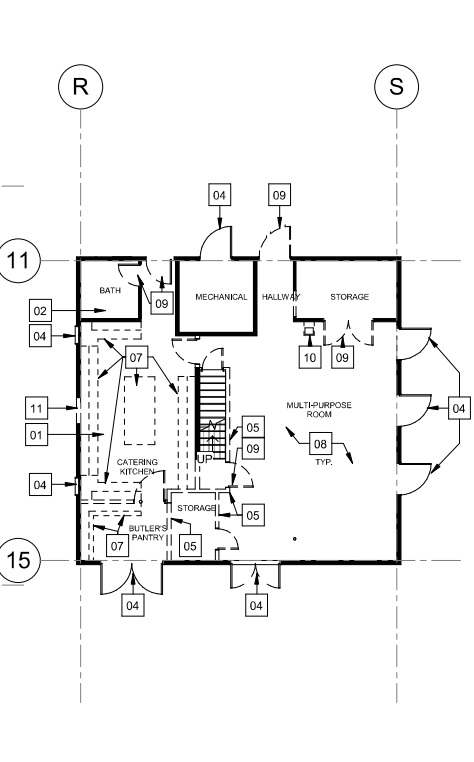 R
S
04
09
11
BATH
MECHANICAL
HALLWAY
STORAGE
09
02
04
07
10
09
MULTI-PURPOSE
ROOM
04
11
01
05
09
08
TYP.
UP
CATERING
KITCHEN
04
STORAGE
05
BUTLER'S
PANTRY
07
05
15
04
04